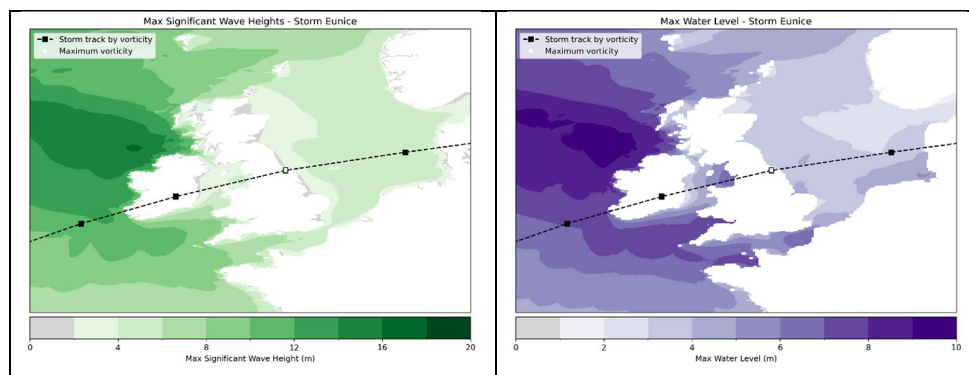 Max Significant Wave Heights - Storm Eunice
Storm track by vorticity
Maximum vorticity
0 4 8 12 16 20
Max Significant Wave Height (m)
Max Water Level - Storm Eunice
Storm track by vorticity
Maximum vorticity
0 2 4 6 8 10
Max Water Level (m)